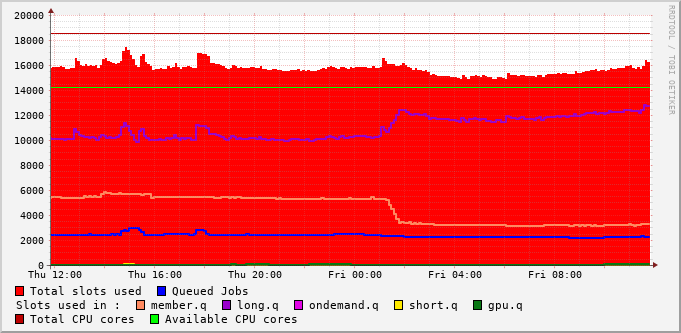 20000
18000
16000
14000
12000
10000
8000
6000
4000
2000
0
Thu 12:00 Thu 16:00 Thu 20:00 Fri 00:00 Fri 04:00 Fri 08:00
Total slots used Queued Jobs
Slots used in : member.q long.q ondemand.q short.q gpu.q
Total CPU cores Available CPU cores
RRDTOOL / TOBI OETIKER